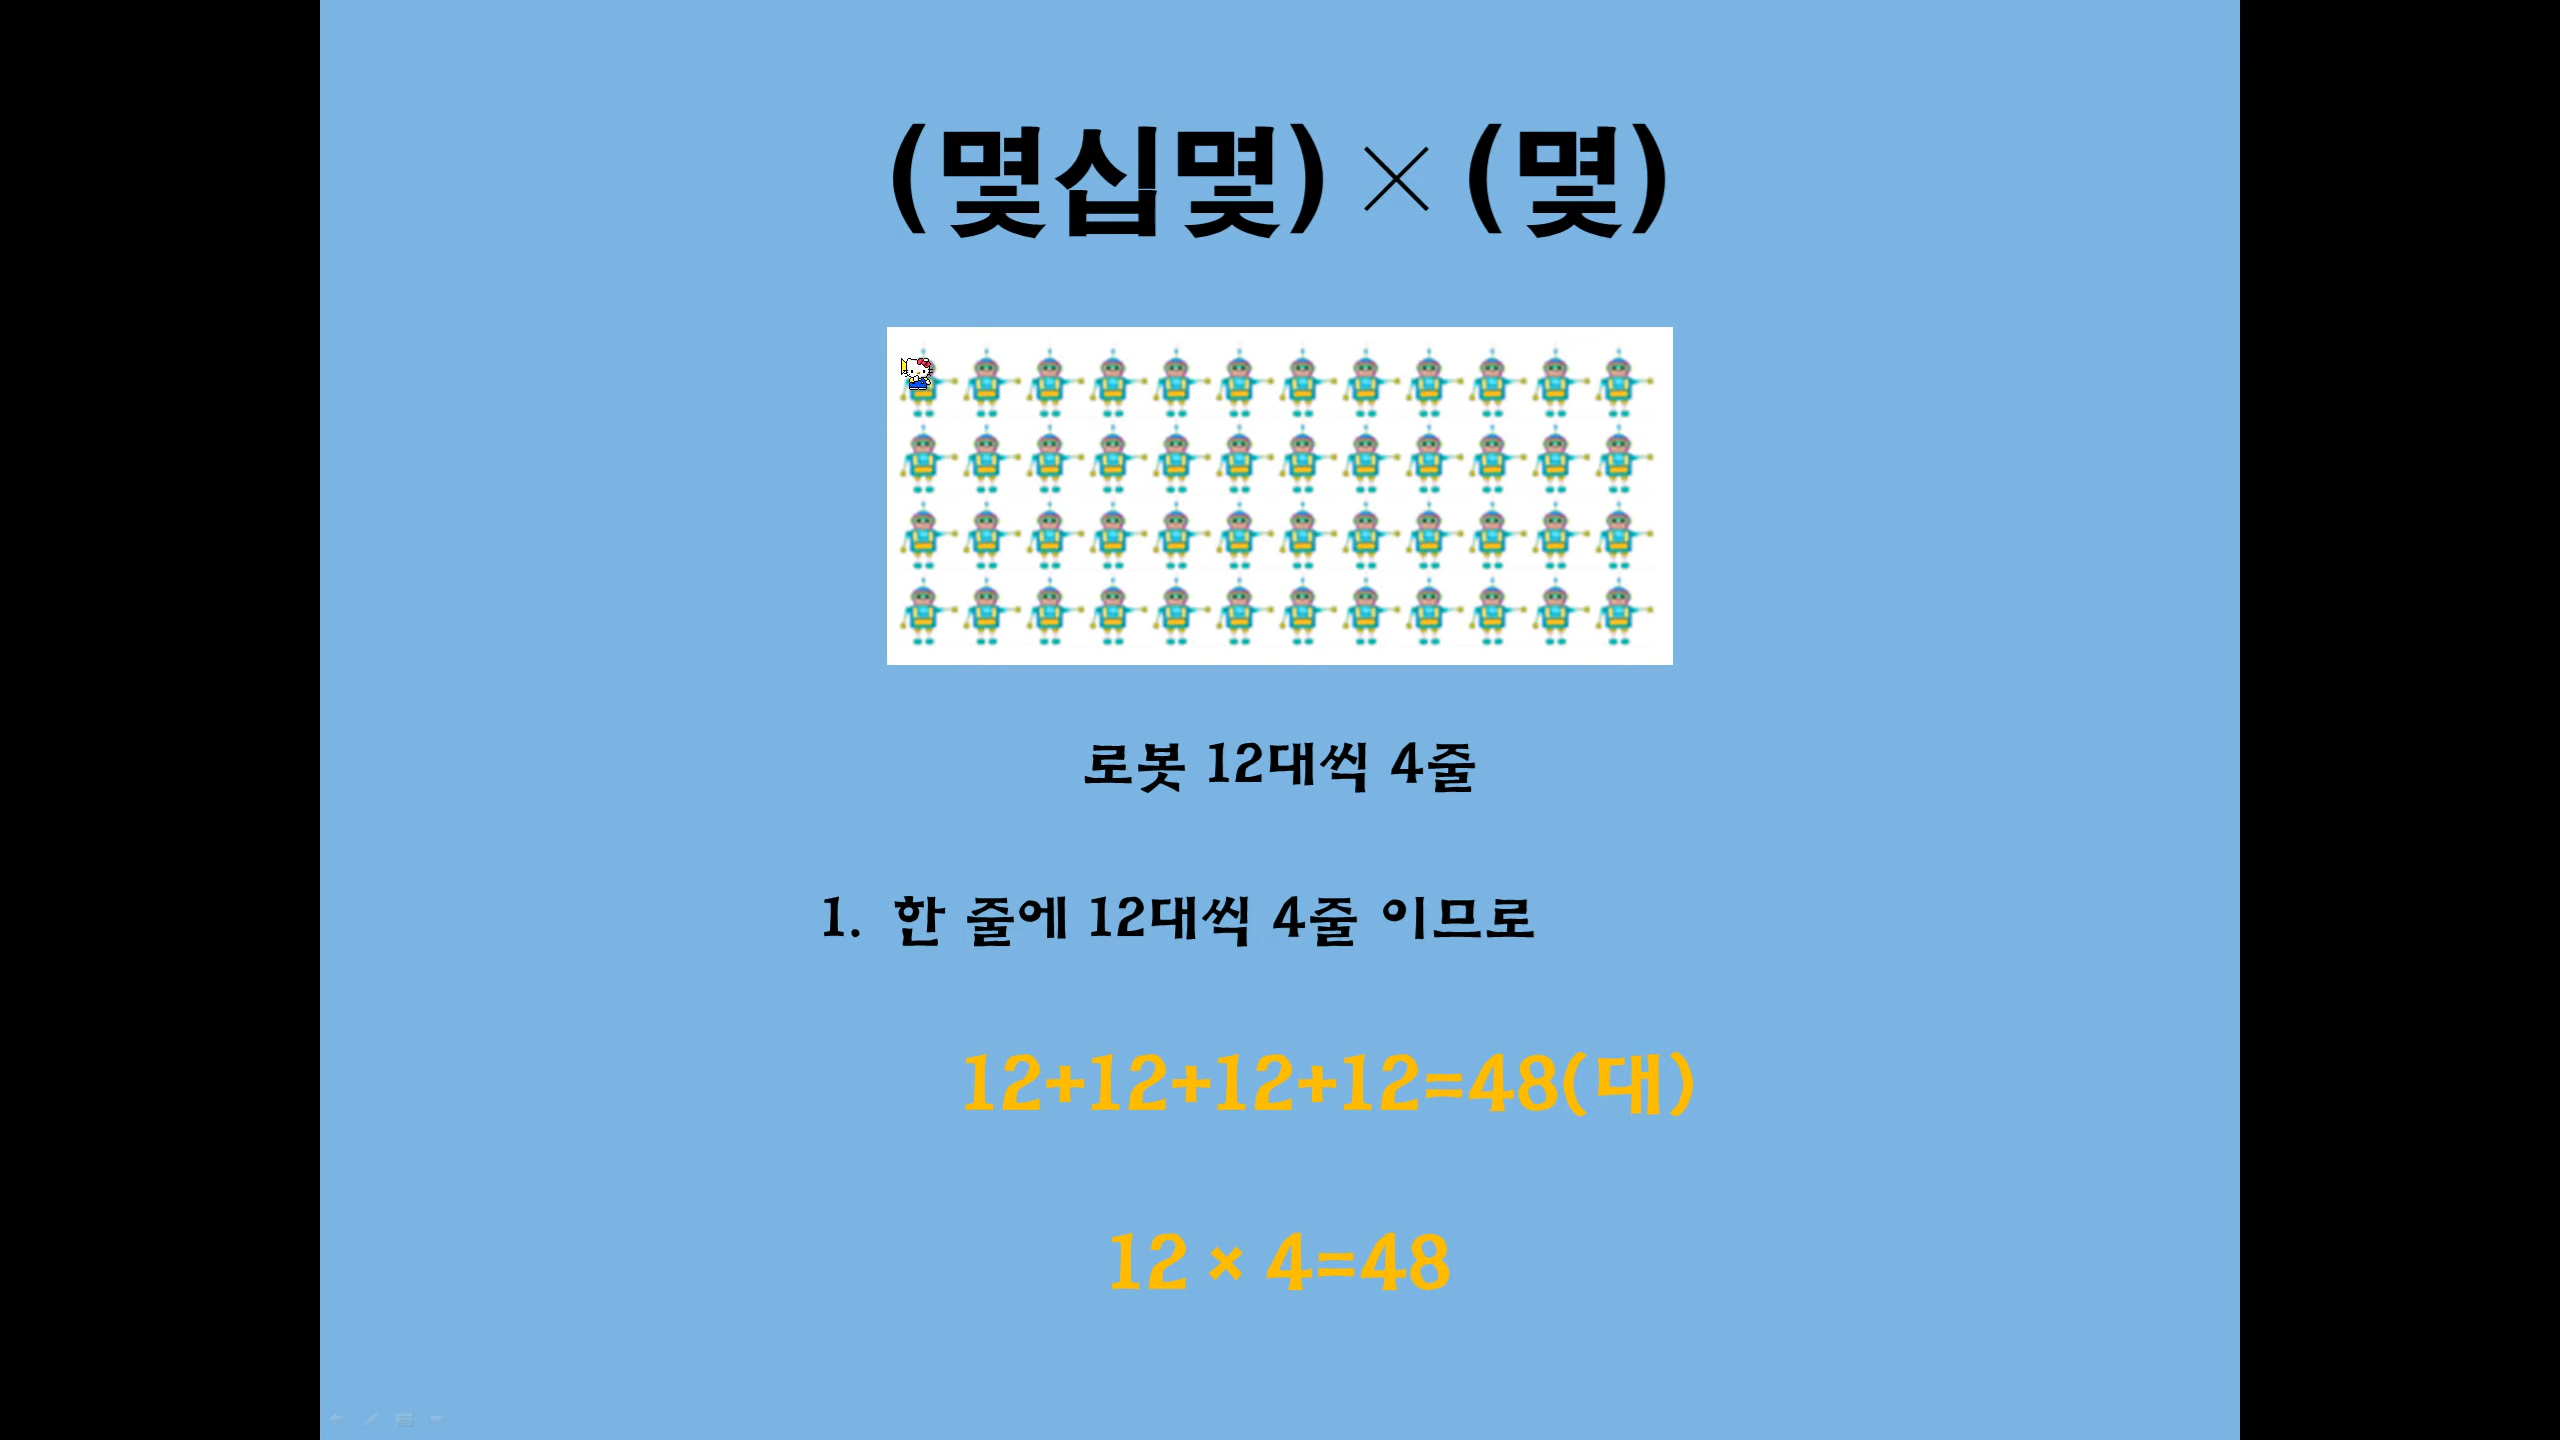 (몇십몇)×(몇)
로봇 12대씩 4줄
1. 한 줄에 12대씩 4줄 이므로
12+12+12+12=48(대)
12 × 4=48